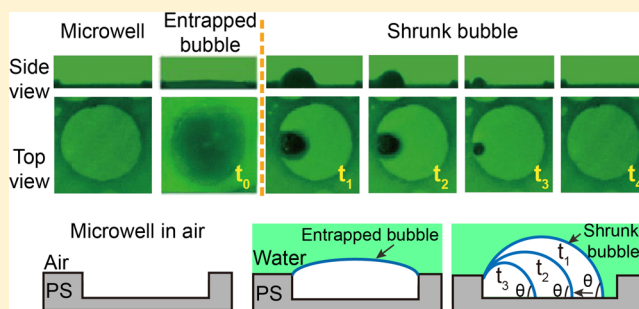 Microwell
Entrapped
bubble
Shrunk bubble
Side
view
Top
view
t0
t1
t2
t3
t4
Microwell in air
Air
PS
Water
Entrapped bubble
PS
Shrunk
bubble
t1
t2
t3
θ
θ
θ